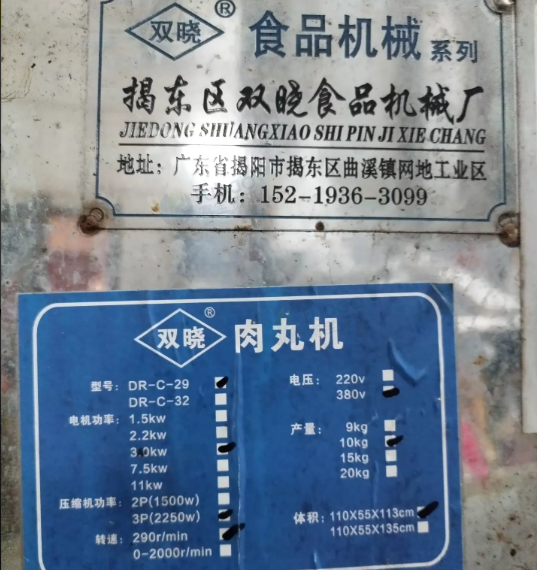 双晓® 食品机械 系列
揭东区双晓食品机械厂
JIEDONG SHUANGXIAO SHI PIN JI XIE CHANG
地址：广东省揭阳市揭东区曲溪镇网地工业区
手机：152-1936-3099
双晓® 肉丸机
型号：DR-C-29
DR-C-32
电机功率：1.5kw
2.2kw
3.0kw
7.5kw
11kw
压缩机功率：2P(1500w)
3P(2250w)
转速：290r/min
0-2000r/min
电压：220v
380v
产量：9kg
10kg
15kg
20kg
体积：110X55X113cm
110X55X135cm